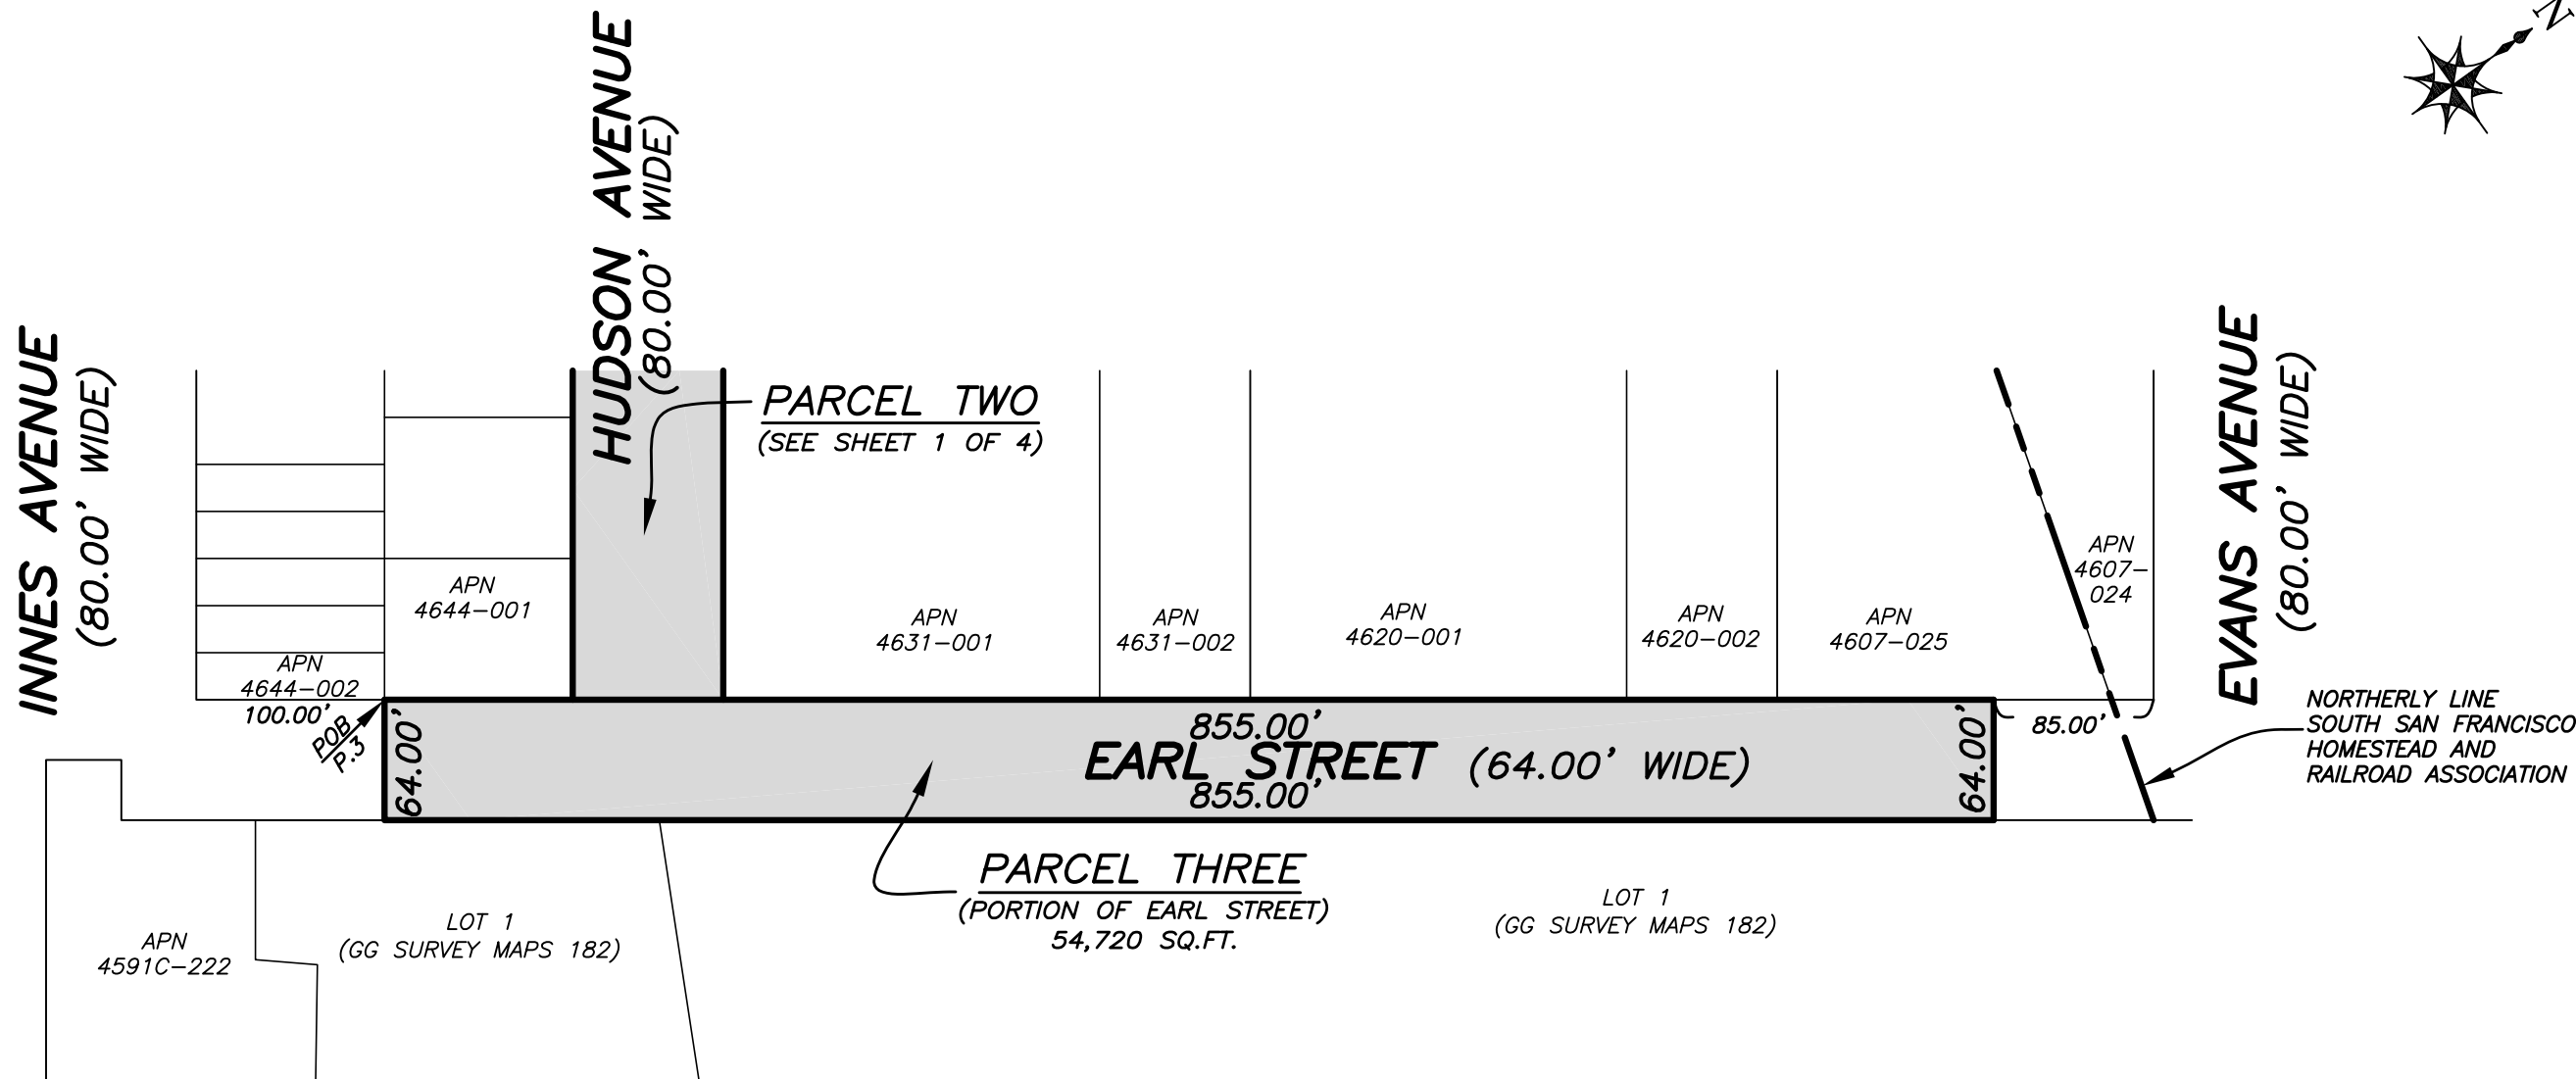 N
INNES AVENUE
(80.00' WIDE)
HUDSON AVENUE
(80.00' WIDE)
PARCEL TWO
(SEE SHEET 1 OF 4)
EVANS AVENUE
(80.00' WIDE)
APN
4644-002
APN
4644-001
APN
4631-001
APN
4631-002
APN
4620-001
APN
4620-002
APN
4607-025
APN
4607-
024
100.00'
POB
P.3
64.00'
855.00'
EARL STREET (64.00' WIDE)
855.00'
64.00'
85.00'
NORTHERLY LINE
SOUTH SAN FRANCISCO
HOMESTEAD AND
RAILROAD ASSOCIATION
PARCEL THREE
(PORTION OF EARL STREET)
54,720 SQ.FT.
APN
4591C-222
LOT 1
(GG SURVEY MAPS 182)
LOT 1
(GG SURVEY MAPS 182)